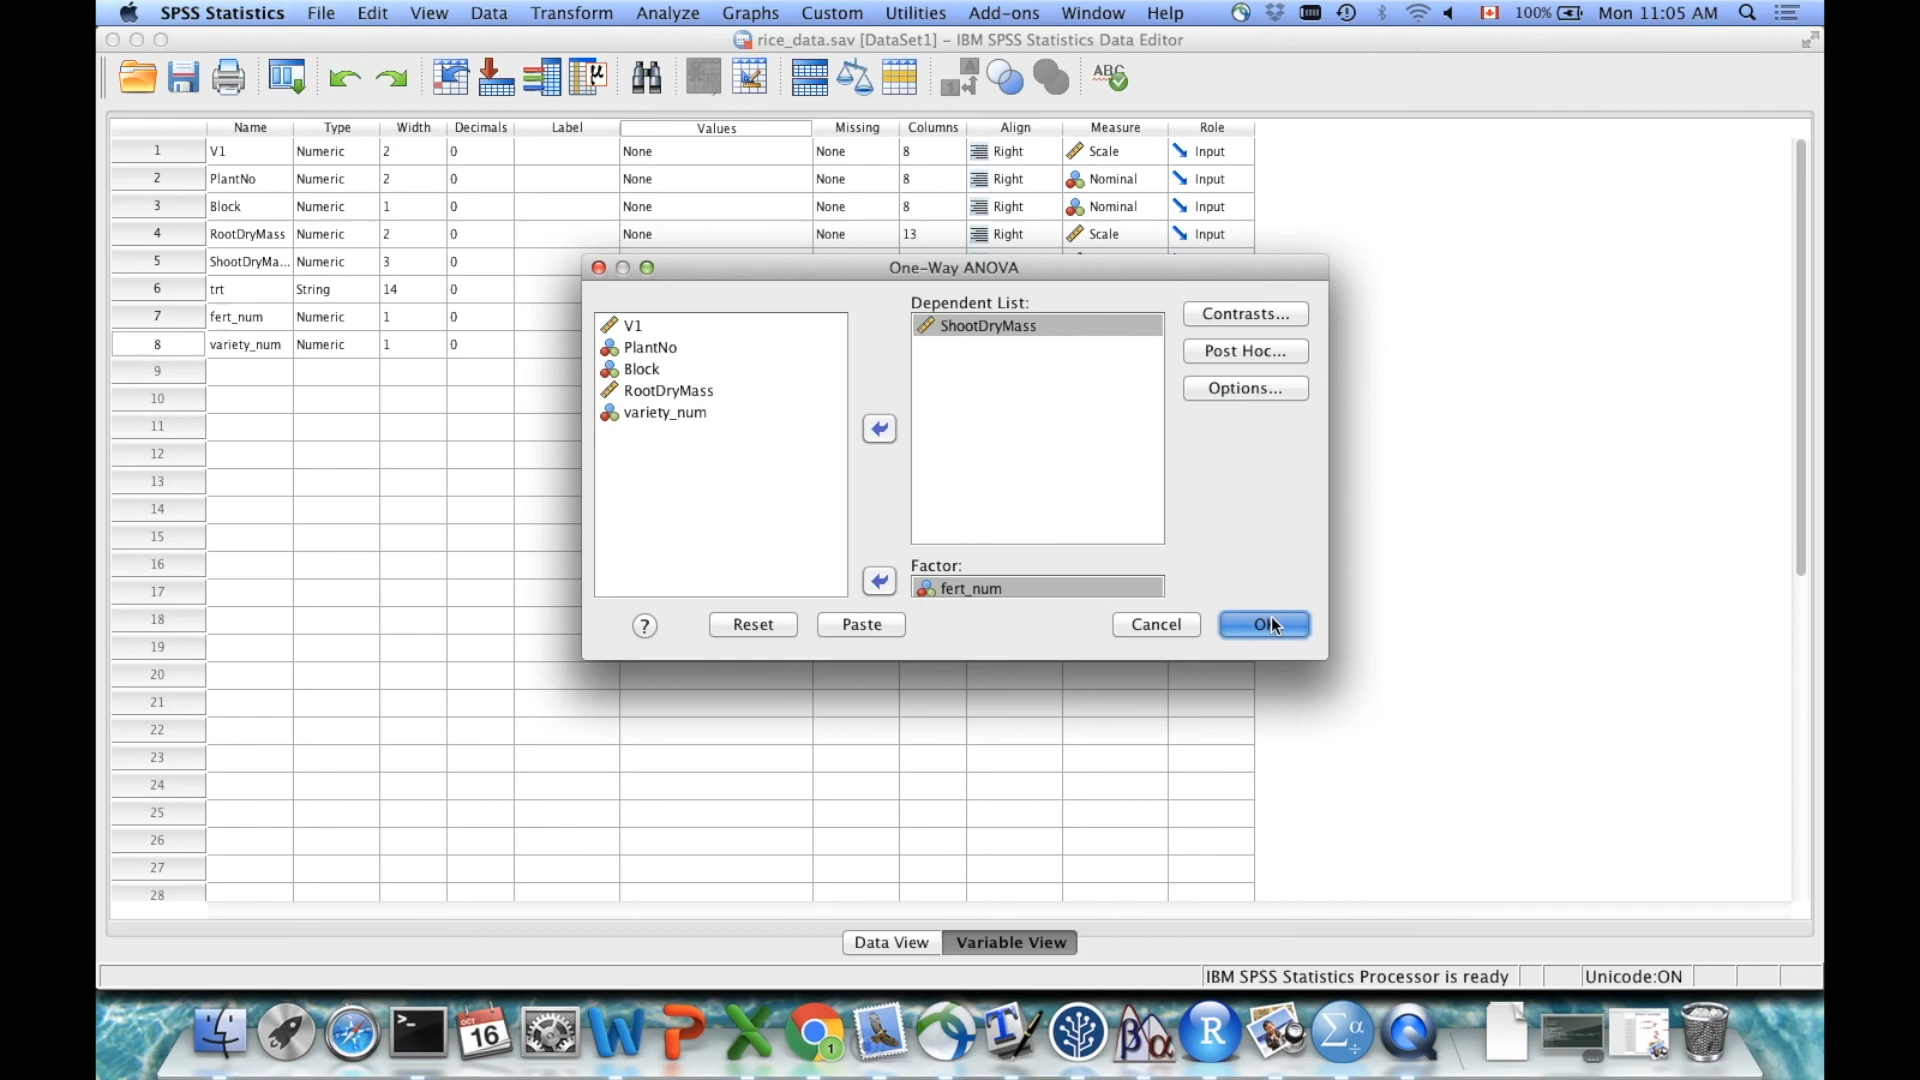 SPSS Statistics File Edit View Data Transform Analyze Graphs Custom Utilities Add-ons Window Help 100% Mon 11:05 AM
rice_data.sav [DataSet1] – IBM SPSS Statistics Data Editor
Name Type Width Decimals Label Values Missing Columns Align Measure Role
1 V1 Numeric 2 0 None None 8 Right Scale Input
2 PlantNo Numeric 2 0 None None 8 Right Nominal Input
3 Block Numeric 1 0 None None 8 Right Nominal Input
4 RootDryMass Numeric 2 0 None None 13 Right Scale Input
5 ShootDryMa... Numeric 3 0
6 trt String 14 0
7 fert_num Numeric 1 0
8 variety_num Numeric 1 0
9
10
11
12
13
14
15
16
17
18
19
20
21
22
23
24
25
26
27
28
One-Way ANOVA
V1
PlantNo
Block
RootDryMass
variety_num
Dependent List:
ShootDryMass
Factor:
fert_num
Contrasts...
Post Hoc...
Options...
? Reset Paste Cancel
Data View Variable View
IBM SPSS Statistics Processor is ready Unicode:ON
OCT
16
1